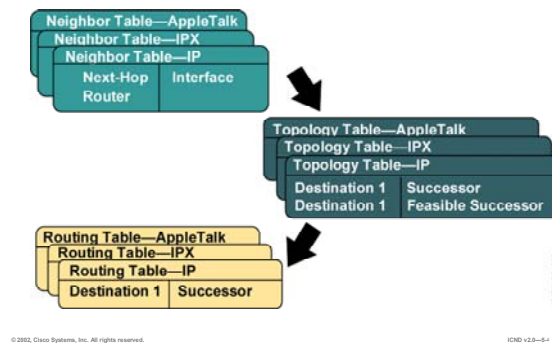 Neighbor Table—AppleTalk
Neighbor Table—IPX
Neighbor Table—IP
Next-Hop Interface
Router
Topology Table—AppleTalk
Topology Table—IPX
Topology Table—IP
Destination 1 Successor
Destination 1 Feasible Successor
Routing Table—AppleTalk
Routing Table—IPX
Routing Table—IP
Destination 1 Successor
© 2002, Cisco Systems, Inc. All rights reserved.
ICND v2.0—